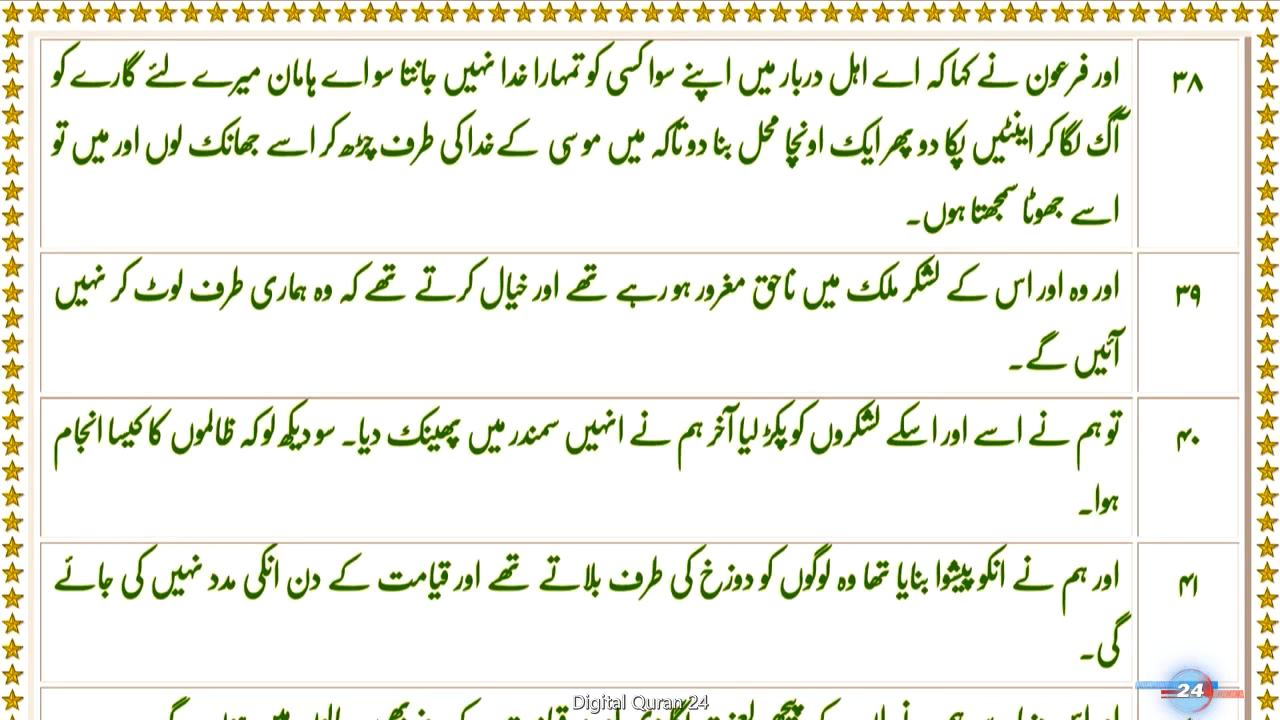 ۳۸
اور فرعون نے کہا کہ اے اہل دربار میں اپنے سوا کسی کو تمہارا خدا نہیں جانتا سو اے ہامان میرے لئے گارے کو
آگ لگا کر اینٹیں پکا دو پھر ایک اونچا محل بنا دو تاکہ میں موسی کے خدا کی طرف چڑھ کر اسے جھانک لوں اور میں تو
اسے جھوٹا سمجھتا ہوں۔
۳۹
اور وہ اور اس کے لشکر ملک میں ناحق مغرور ہو رہے تھے اور خیال کرتے تھے کہ وہ ہماری طرف لوٹ کر نہیں
آئیں گے۔
۴۰
تو ہم نے اسے اور اسکے لشکروں کو پکڑ لیا آخر ہم نے انہیں سمندر میں پھینک دیا۔ سو دیکھ لو کہ ظالموں کا کیسا انجام
ہوا۔
۴۱
اور ہم نے انکو پیشوا بنایا تھا وہ لوگوں کو دوزخ کی طرف بلاتے تھے اور قیامت کے دن انکی مدد نہیں کی جائے
گی۔
Digital Quran 24
24